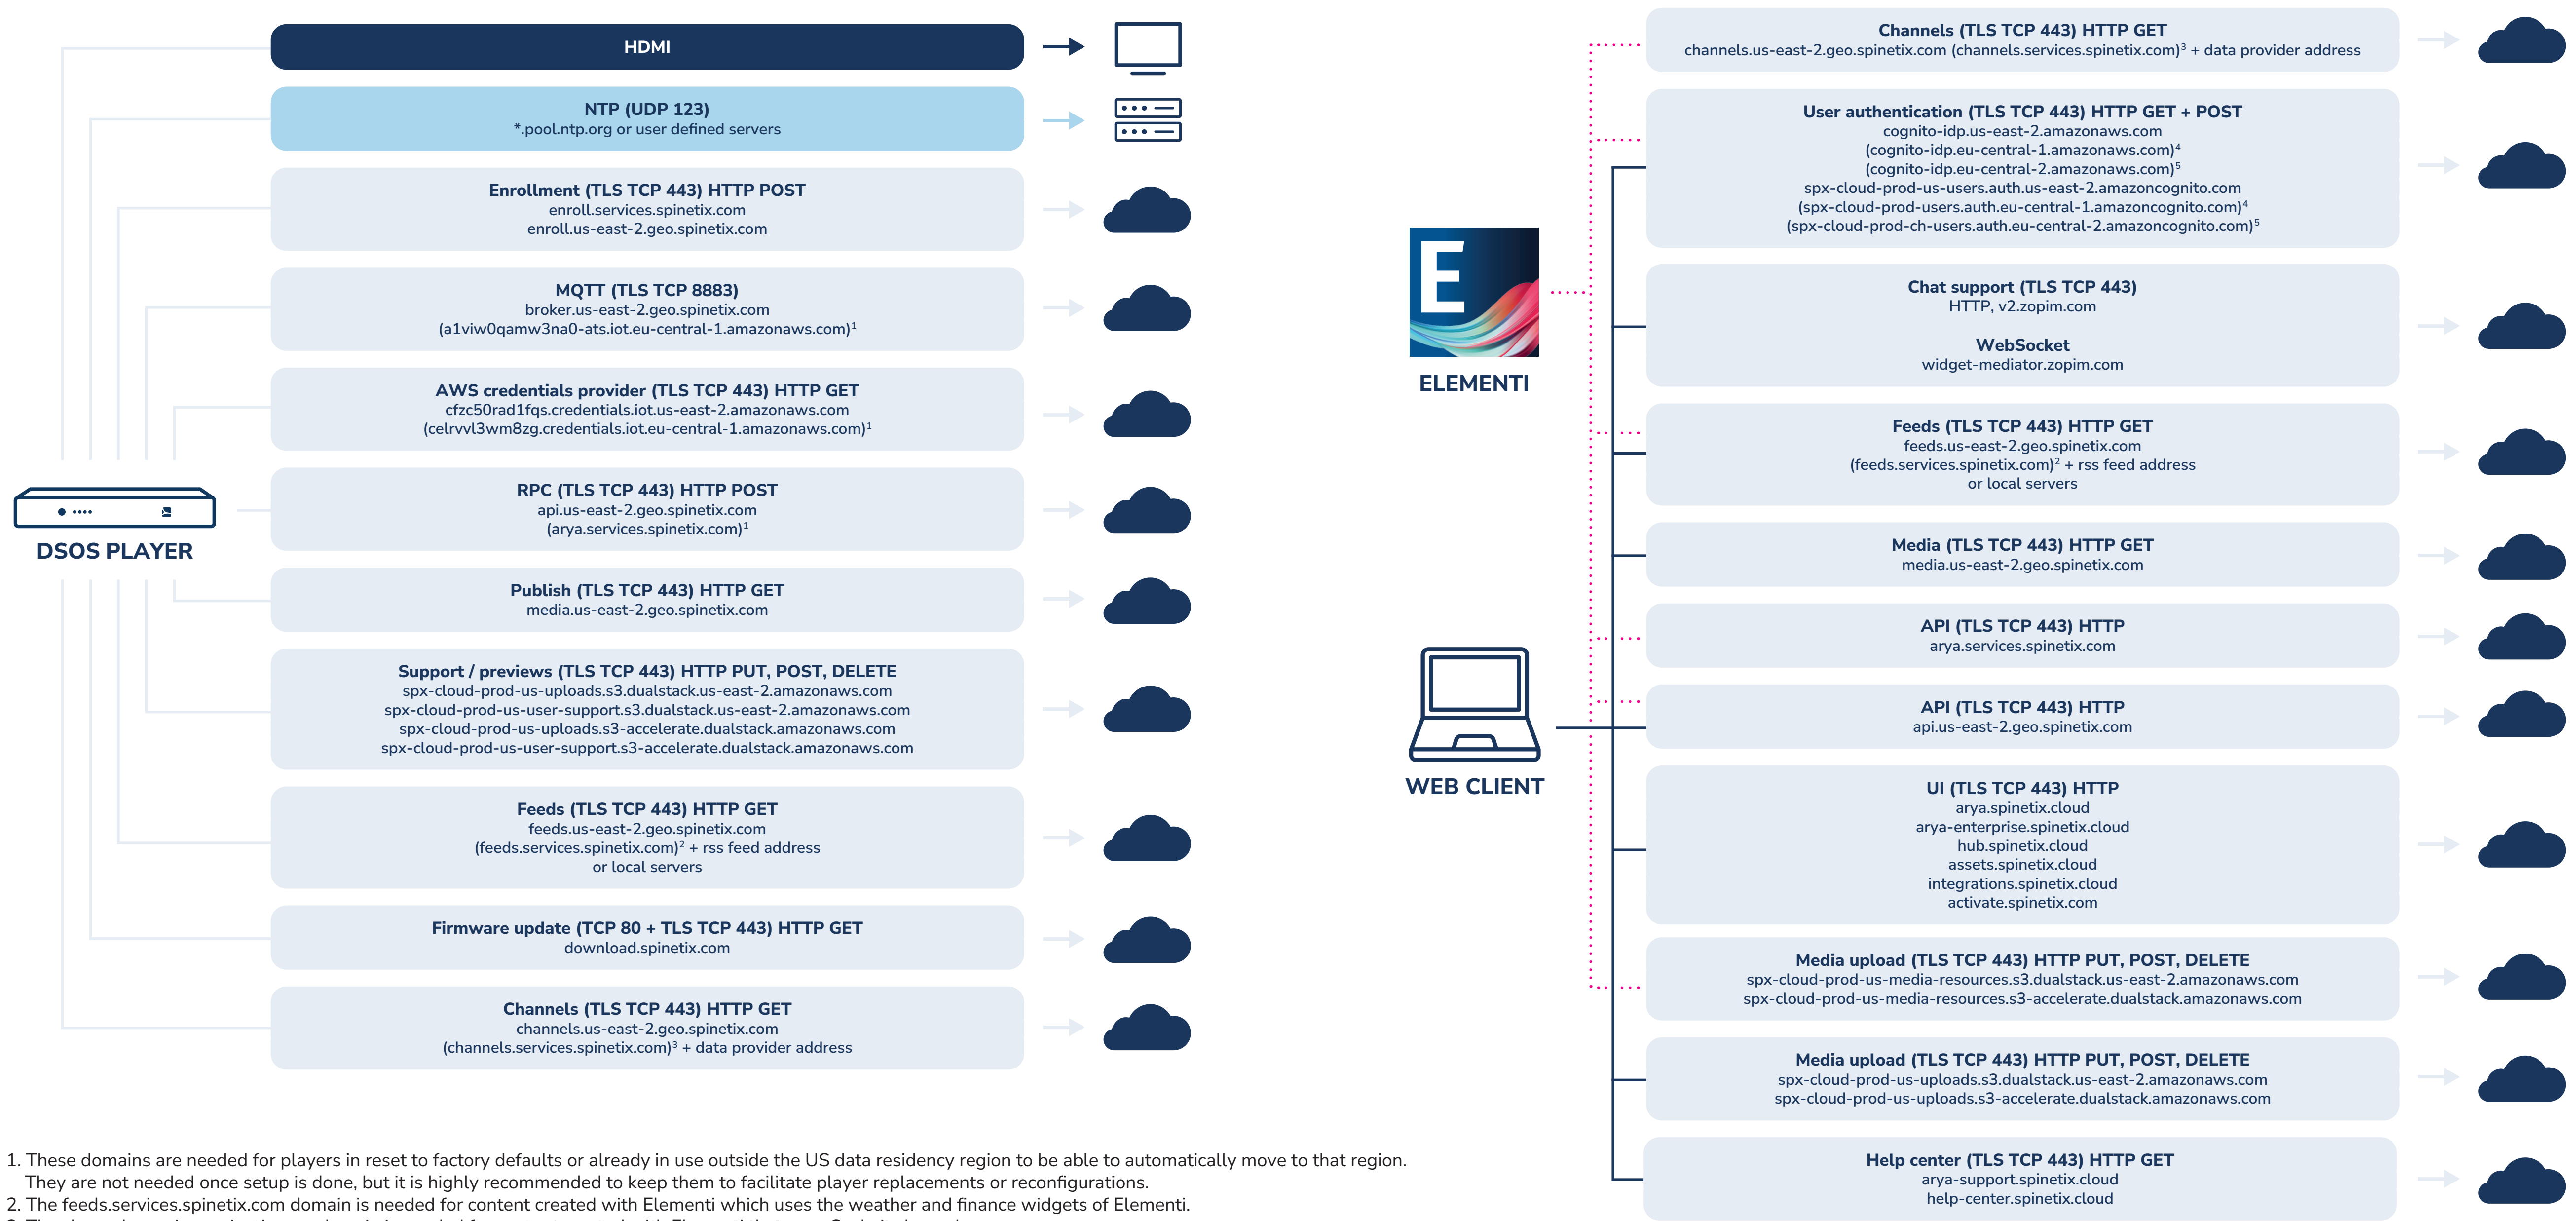 HDMI
NTP (UDP 123)
*.pool.ntp.org or user defined servers
Enrollment (TLS TCP 443) HTTP POST
enroll.services.spinetix.com
enroll.us-east-2.geo.spinetix.com
MQTT (TLS TCP 8883)
broker.us-east-2.geo.spinetix.com
(a1viw0qamw3na0-ats.iot.eu-central-1.amazonaws.com)¹
AWS credentials provider (TLS TCP 443) HTTP GET
cfzc50rad1fqs.credentials.iot.us-east-2.amazonaws.com
(celrvvl3wm8zg.credentials.iot.eu-central-1.amazonaws.com)¹
RPC (TLS TCP 443) HTTP POST
api.us-east-2.geo.spinetix.com
(arya.services.spinetix.com)¹
DSOS PLAYER
Publish (TLS TCP 443) HTTP GET
media.us-east-2.geo.spinetix.com
Support / previews (TLS TCP 443) HTTP PUT, POST, DELETE
spx-cloud-prod-us-uploads.s3.dualstack.us-east-2.amazonaws.com
spx-cloud-prod-us-user-support.s3.dualstack.us-east-2.amazonaws.com
spx-cloud-prod-us-uploads.s3-accelerate.dualstack.amazonaws.com
spx-cloud-prod-us-user-support.s3-accelerate.dualstack.amazonaws.com
Feeds (TLS TCP 443) HTTP GET
feeds.us-east-2.geo.spinetix.com
(feeds.services.spinetix.com)² + rss feed address
or local servers
Firmware update (TCP 80 + TLS TCP 443) HTTP GET
download.spinetix.com
Channels (TLS TCP 443) HTTP GET
channels.us-east-2.geo.spinetix.com
(channels.services.spinetix.com)³ + data provider address
Channels (TLS TCP 443) HTTP GET
channels.us-east-2.geo.spinetix.com (channels.services.spinetix.com)³ + data provider address
User authentication (TLS TCP 443) HTTP GET + POST
cognito-idp.us-east-2.amazonaws.com
(cognito-idp.eu-central-1.amazonaws.com)⁴
(cognito-idp.eu-central-2.amazonaws.com)⁵
spx-cloud-prod-us-users.auth.us-east-2.amazoncognito.com
(spx-cloud-prod-users.auth.eu-central-1.amazoncognito.com)⁴
(spx-cloud-prod-ch-users.auth.eu-central-2.amazoncognito.com)⁵
E
ELEMENTI
Chat support (TLS TCP 443)
HTTP, v2.zopim.com
WebSocket
widget-mediator.zopim.com
Feeds (TLS TCP 443) HTTP GET
feeds.us-east-2.geo.spinetix.com
(feeds.services.spinetix.com)² + rss feed address
or local servers
Media (TLS TCP 443) HTTP GET
media.us-east-2.geo.spinetix.com
API (TLS TCP 443) HTTP
arya.services.spinetix.com
API (TLS TCP 443) HTTP
api.us-east-2.geo.spinetix.com
WEB CLIENT
UI (TLS TCP 443) HTTP
arya.spinetix.cloud
arya-enterprise.spinetix.cloud
hub.spinetix.cloud
assets.spinetix.cloud
integrations.spinetix.cloud
activate.spinetix.com
Media upload (TLS TCP 443) HTTP PUT, POST, DELETE
spx-cloud-prod-us-media-resources.s3.dualstack.us-east-2.amazonaws.com
spx-cloud-prod-us-media-resources.s3-accelerate.dualstack.amazonaws.com
Media upload (TLS TCP 443) HTTP PUT, POST, DELETE
spx-cloud-prod-us-uploads.s3.dualstack.us-east-2.amazonaws.com
spx-cloud-prod-us-uploads.s3-accelerate.dualstack.amazonaws.com
Help center (TLS TCP 443) HTTP GET
arya-support.spinetix.cloud
help-center.spinetix.cloud
1. These domains are needed for players in reset to factory defaults or already in use outside the US data residency region to be able to automatically move to that region.
They are not needed once setup is done, but it is highly recommended to keep them to facilitate player replacements or reconfigurations.
2. The feeds.services.spinetix.com domain is needed for content created with Elementi which uses the weather and finance widgets of Elementi.